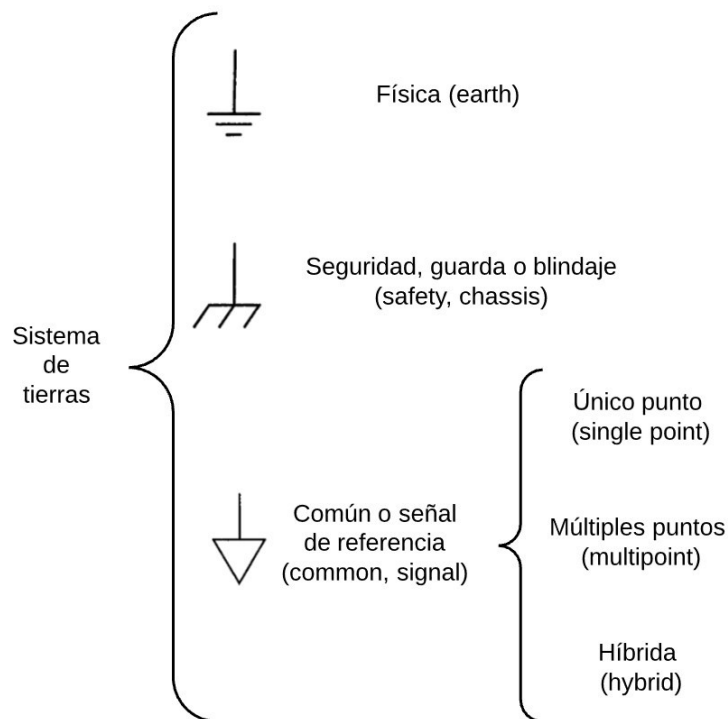 Física (earth)
Seguridad, guarda o blindaje
(safety, chassis)
Sistema
de
tierras
Común o señal
de referencia
(common, signal)
Único punto
(single point)
Múltiples puntos
(multipoint)
Híbrida
(hybrid)